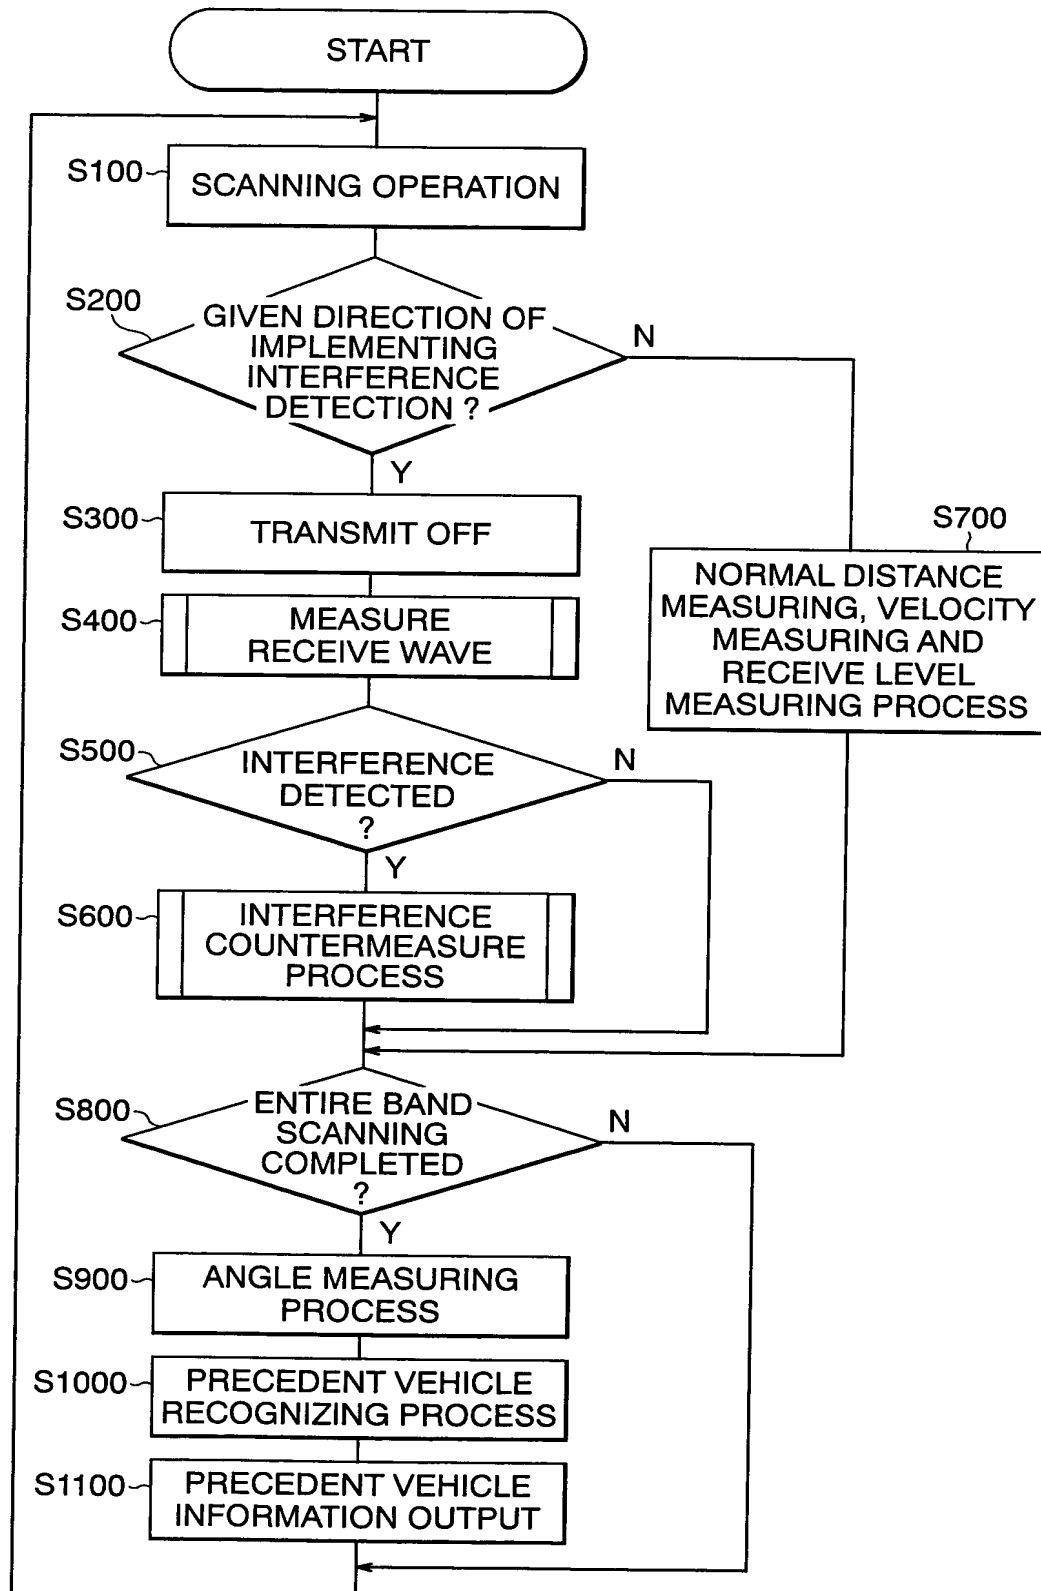 START
S100
SCANNING OPERATION
S200
GIVEN DIRECTION OF
IMPLEMENTING
INTERFERENCE
DETECTION ?
N
Y
S300
TRANSMIT OFF
S700
NORMAL DISTANCE
MEASURING, VELOCITY
MEASURING AND
RECEIVE LEVEL
MEASURING PROCESS
S400
MEASURE
RECEIVE WAVE
S500
INTERFERENCE
DETECTED
?
N
Y
S600
INTERFERENCE
COUNTERMEASURE
PROCESS
S800
ENTIRE BAND
SCANNING
COMPLETED
?
N
Y
S900
ANGLE MEASURING
PROCESS
S1000
PRECEDENT VEHICLE
RECOGNIZING PROCESS
S1100
PRECEDENT VEHICLE
INFORMATION OUTPUT